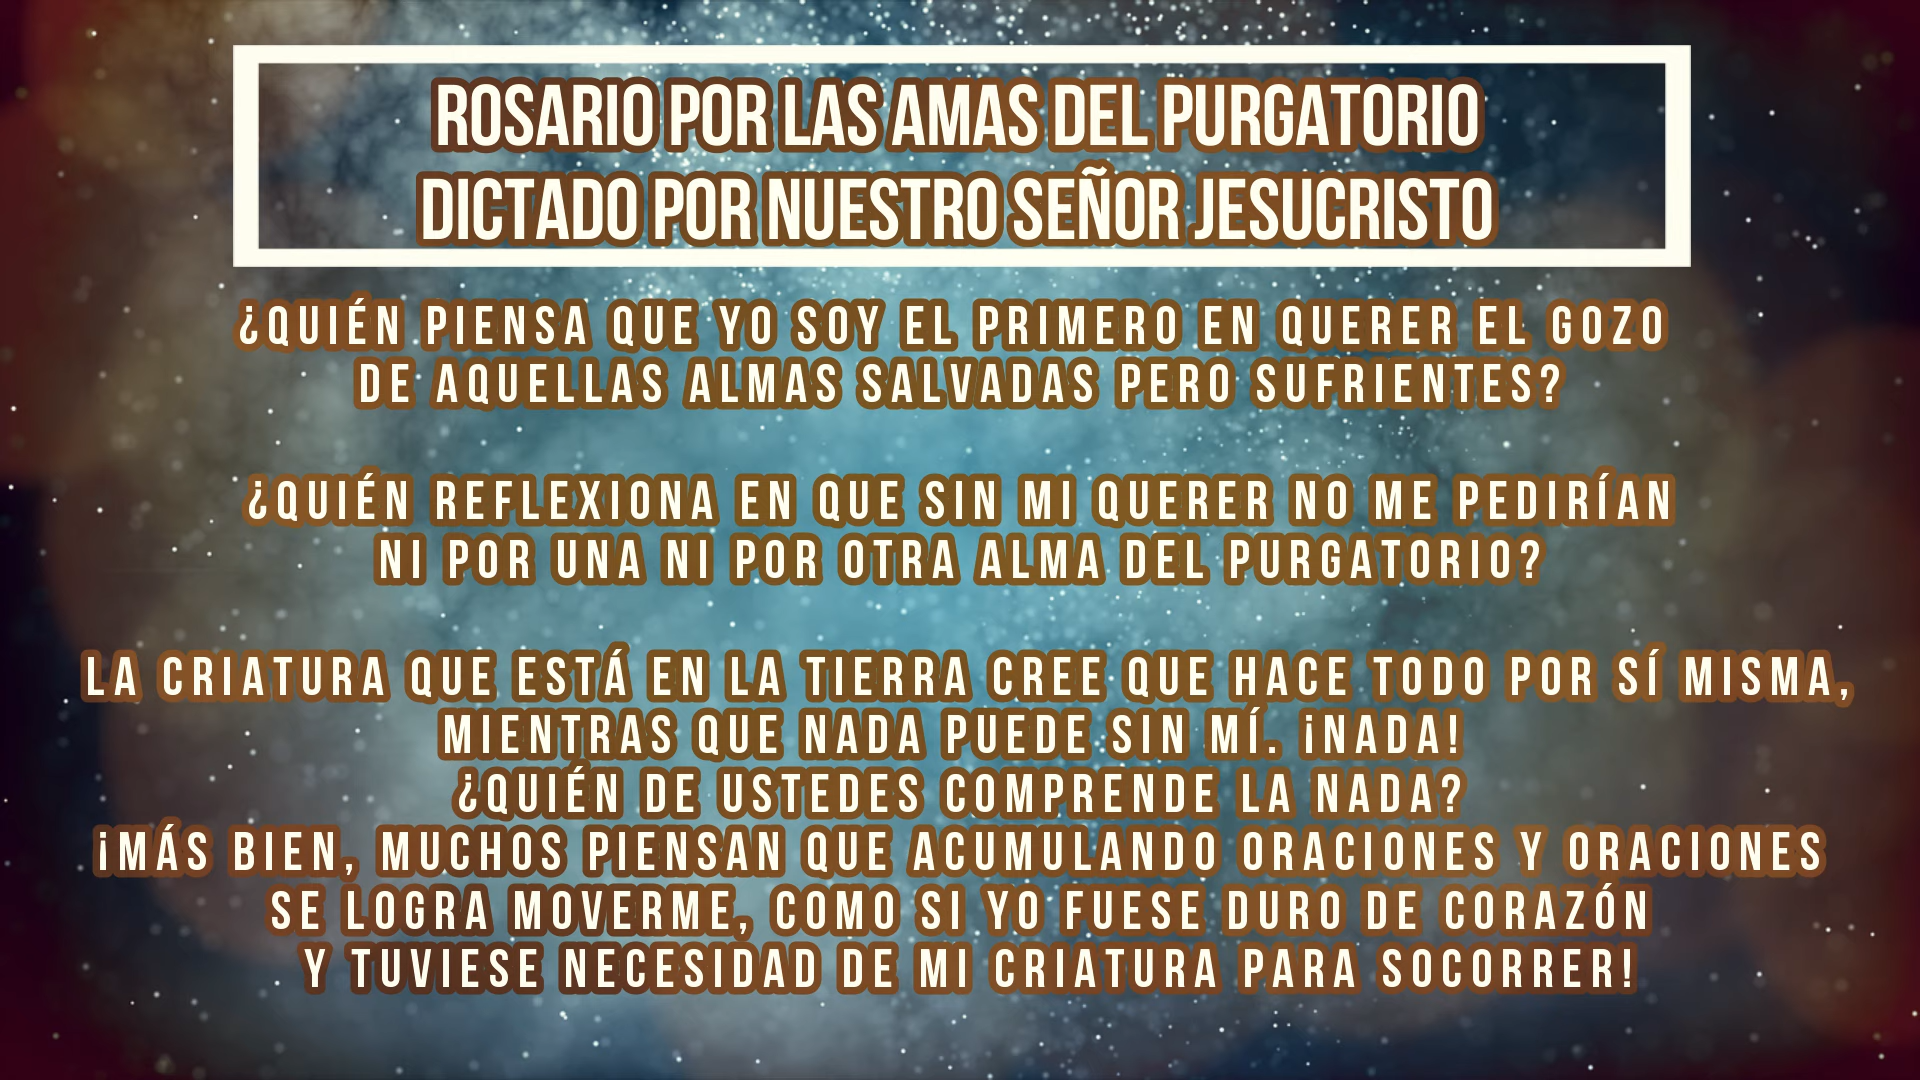 ROSARIO POR LAS AMAS DEL PURGATORIO
DICTADO POR NUESTRO SEÑOR JESUCRISTO
¿QUIÉN PIENSA QUE YO SOY EL PRIMERO EN QUERER EL GOZO
DE AQUELLAS ALMAS SALVADAS PERO SUFRIENTES?
¿QUIÉN REFLEXIONA EN QUE SIN MI QUERER NO ME PEDIRÍAN
NI POR UNA NI POR OTRA ALMA DEL PURGATORIO?
LA CRIATURA QUE ESTÁ EN LA TIERRA CREE QUE HACE TODO POR SÍ MISMA,
MIENTRAS QUE NADA PUEDE SIN MÍ. ¡NADA!
¿QUIÉN DE USTEDES COMPRENDE LA NADA?
¡MÁS BIEN, MUCHOS PIENSAN QUE ACUMULANDO ORACIONES Y ORACIONES
SE LOGRA MOVERME, COMO SI YO FUESE DURO DE CORAZÓN
Y TUVIESE NECESIDAD DE MI CRIATURA PARA SOCORRER!